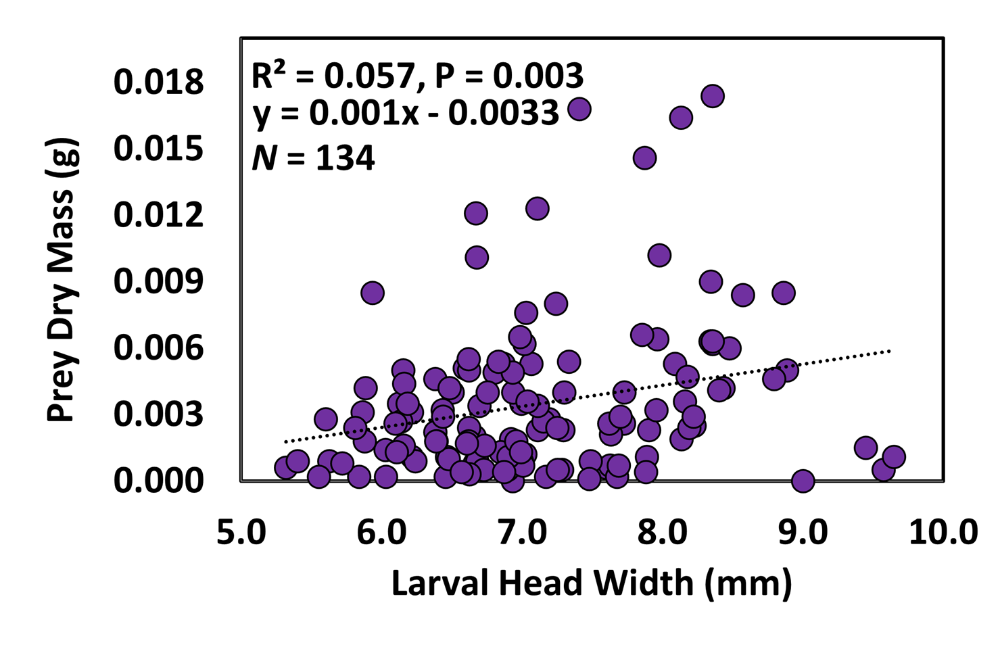 R² = 0.057, P = 0.003
y = 0.001x - 0.0033
N = 134
Prey Dry Mass (g)
0.018
0.015
0.012
0.009
0.006
0.003
0.000
5.0 6.0 7.0 8.0 9.0 10.0
Larval Head Width (mm)